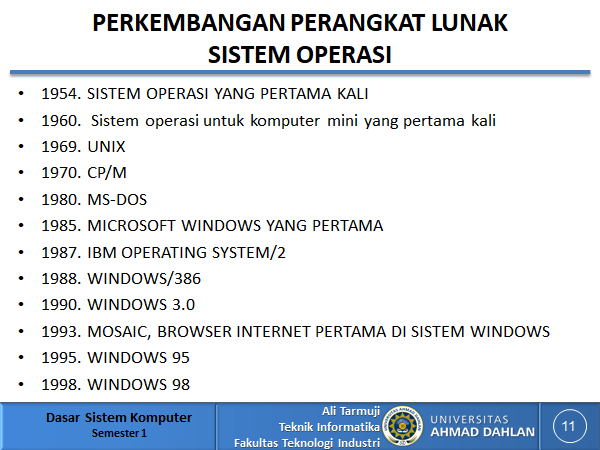 PERKEMBANGAN PERANGKAT LUNAK
SISTEM OPERASI
• 1954. SISTEM OPERASI YANG PERTAMA KALI
• 1960. Sistem operasi untuk komputer mini yang pertama kali
• 1969. UNIX
• 1970. CP/M
• 1980. MS-DOS
• 1985. MICROSOFT WINDOWS YANG PERTAMA
• 1987. IBM OPERATING SYSTEM/2
• 1988. WINDOWS/386
• 1990. WINDOWS 3.0
• 1993. MOSAIC, BROWSER INTERNET PERTAMA DI SISTEM WINDOWS
• 1995. WINDOWS 95
• 1998. WINDOWS 98
Dasar Sistem Komputer
Semester 1
Ali Tarmuji
Teknik Informatika
Fakultas Teknologi Industri
UNIVERSITAS
AHMAD DAHLAN
11